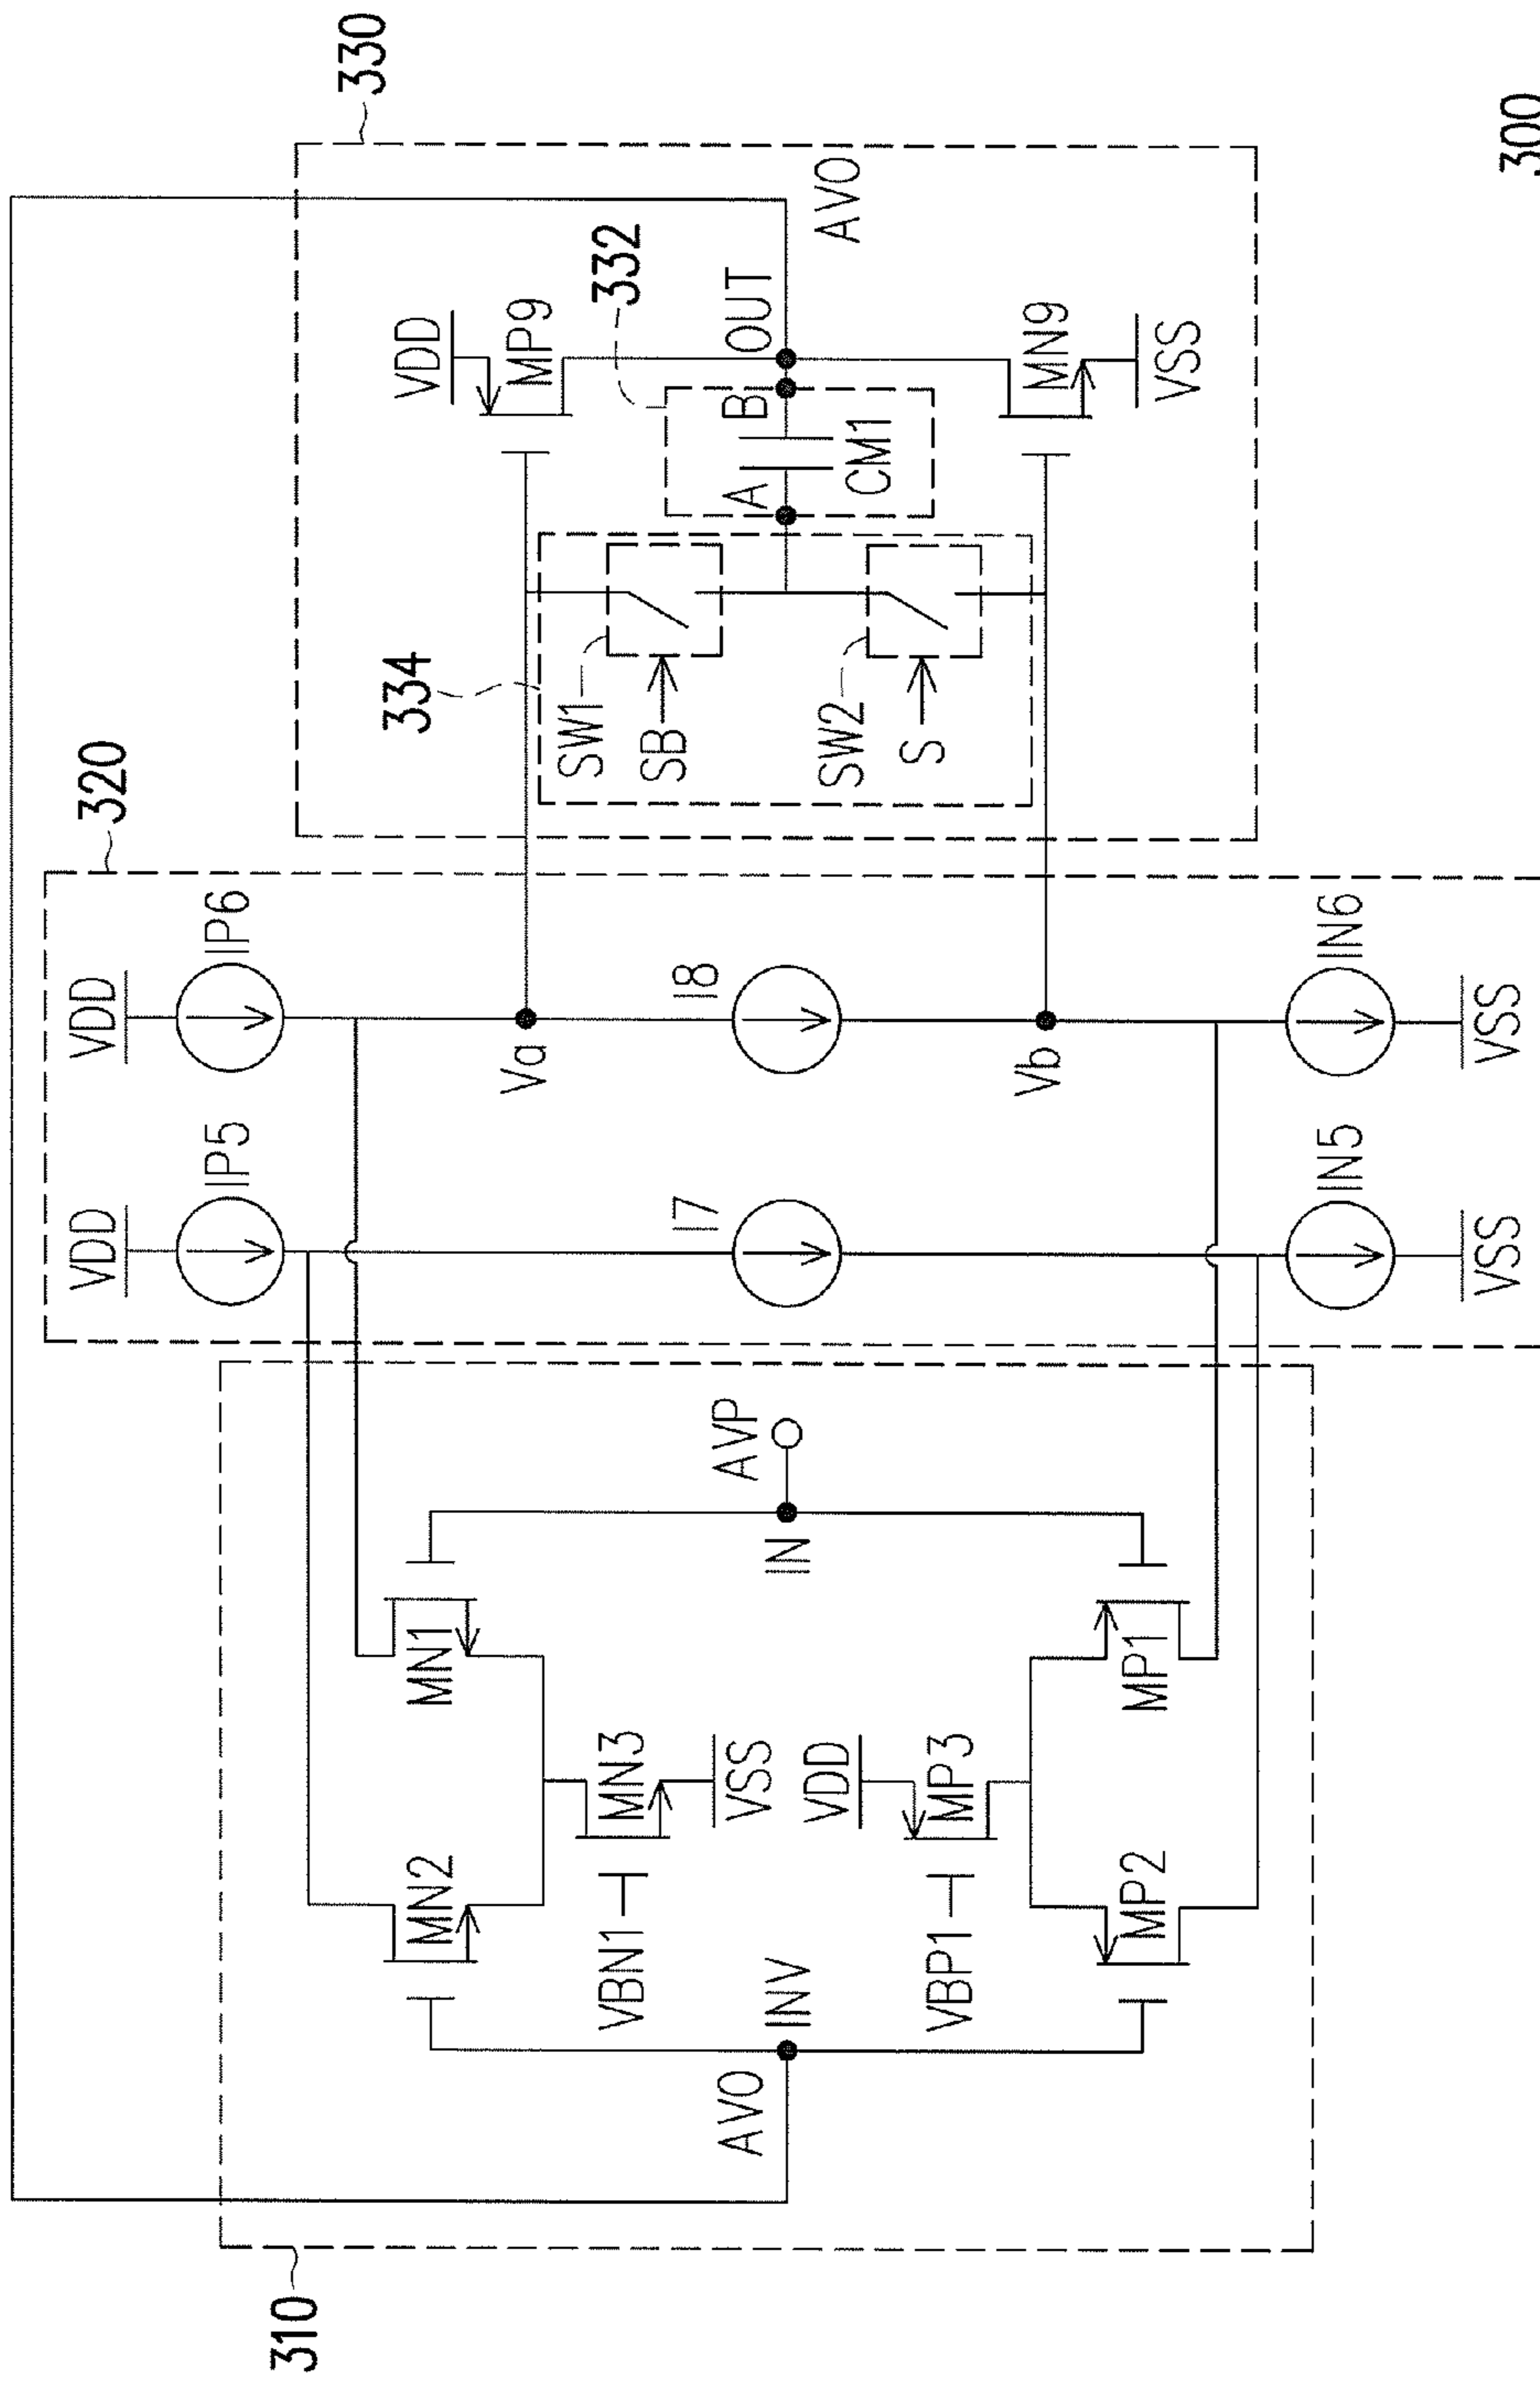 330
AVO
300
VDD
MP9
332
OUT
B
A
CM1
MN9
VSS
334
SW1
SB
SW2
S
320
VDD
IP6
Va
I8
Vb
IN6
VSS
VDD
IP5
I7
IN5
VSS
AVP
IN
MN1
MP1
MN3
VSS
VDD
MP3
MN2
VBN1
VBP1
MP2
INV
AVO
310